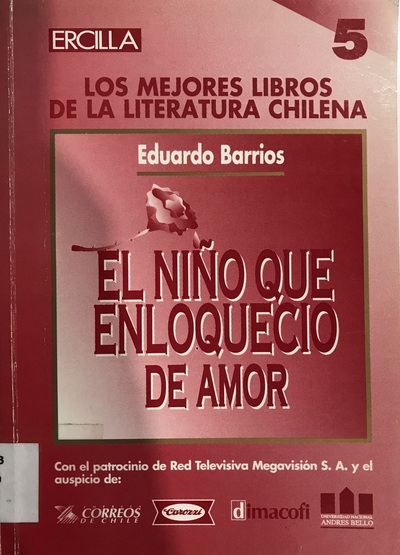 ERCILLA
5
LOS MEJORES LIBROS
DE LA LITERATURA CHILENA
Eduardo Barrios
EL NIÑO QUE
ENLOQUECIO
DE AMOR
Con el patrocinio de Red Televisiva Megavisión S. A. y el
auspicio de:
CORREOS
DE CHILE
Carozzi
dimacofi
UNIVERSIDAD NACIONAL
ANDRES BELLO